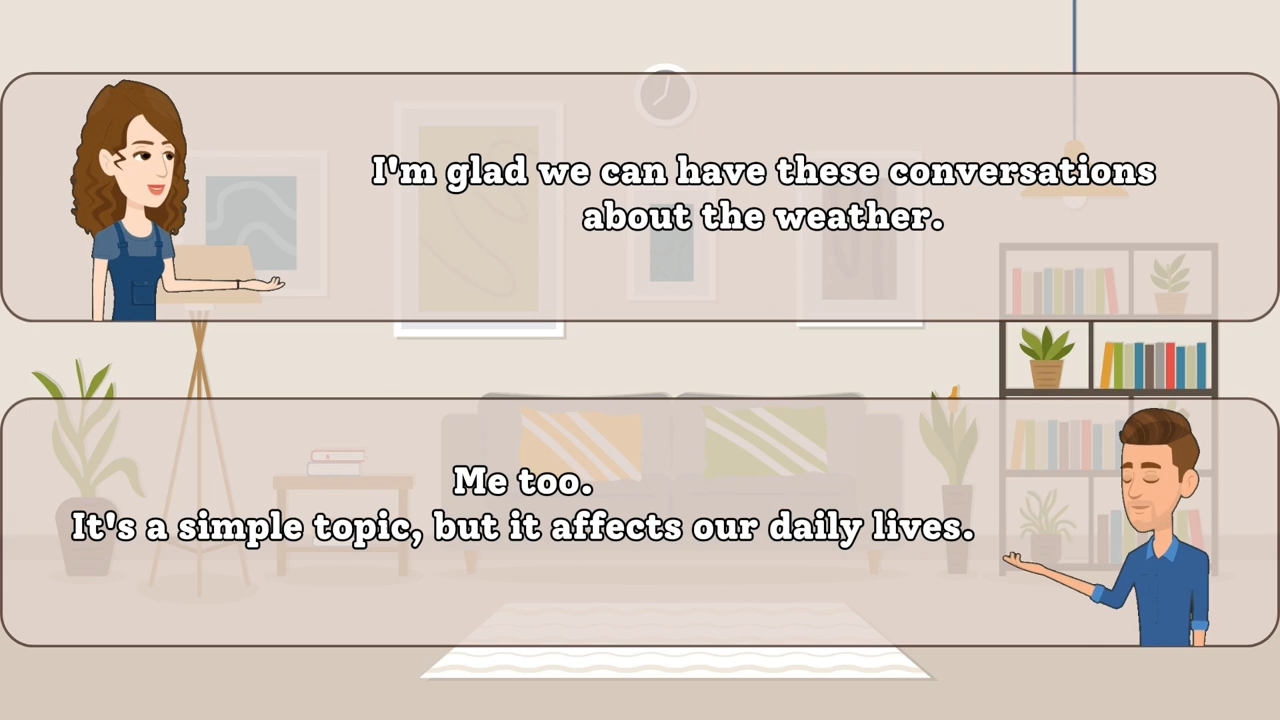 I'm glad we can have these conversations
about the weather.
Me too.
It's a simple topic, but it affects our daily lives.